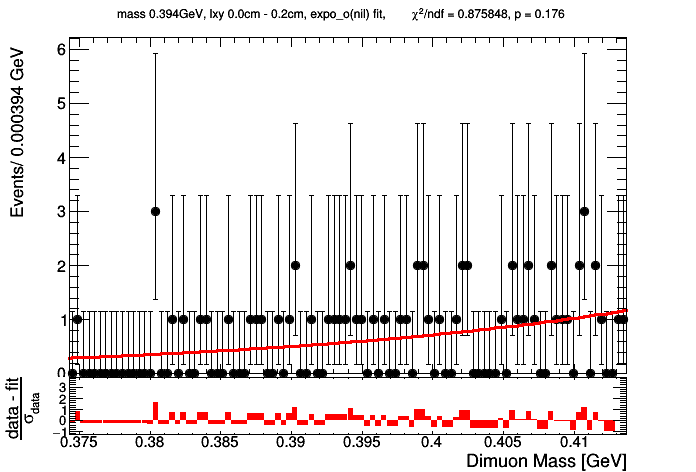 mass 0.394GeV, lxy 0.0cm - 0.2cm, expo_o(nil) fit, χ²/ndf = 0.875848, p = 0.176
Events/ 0.000394 GeV
6
5
4
3
2
1
0
data - fit
σdata
3
2
1
0
−1
0.375 0.38 0.385 0.39 0.395 0.4 0.405 0.41
Dimuon Mass [GeV]